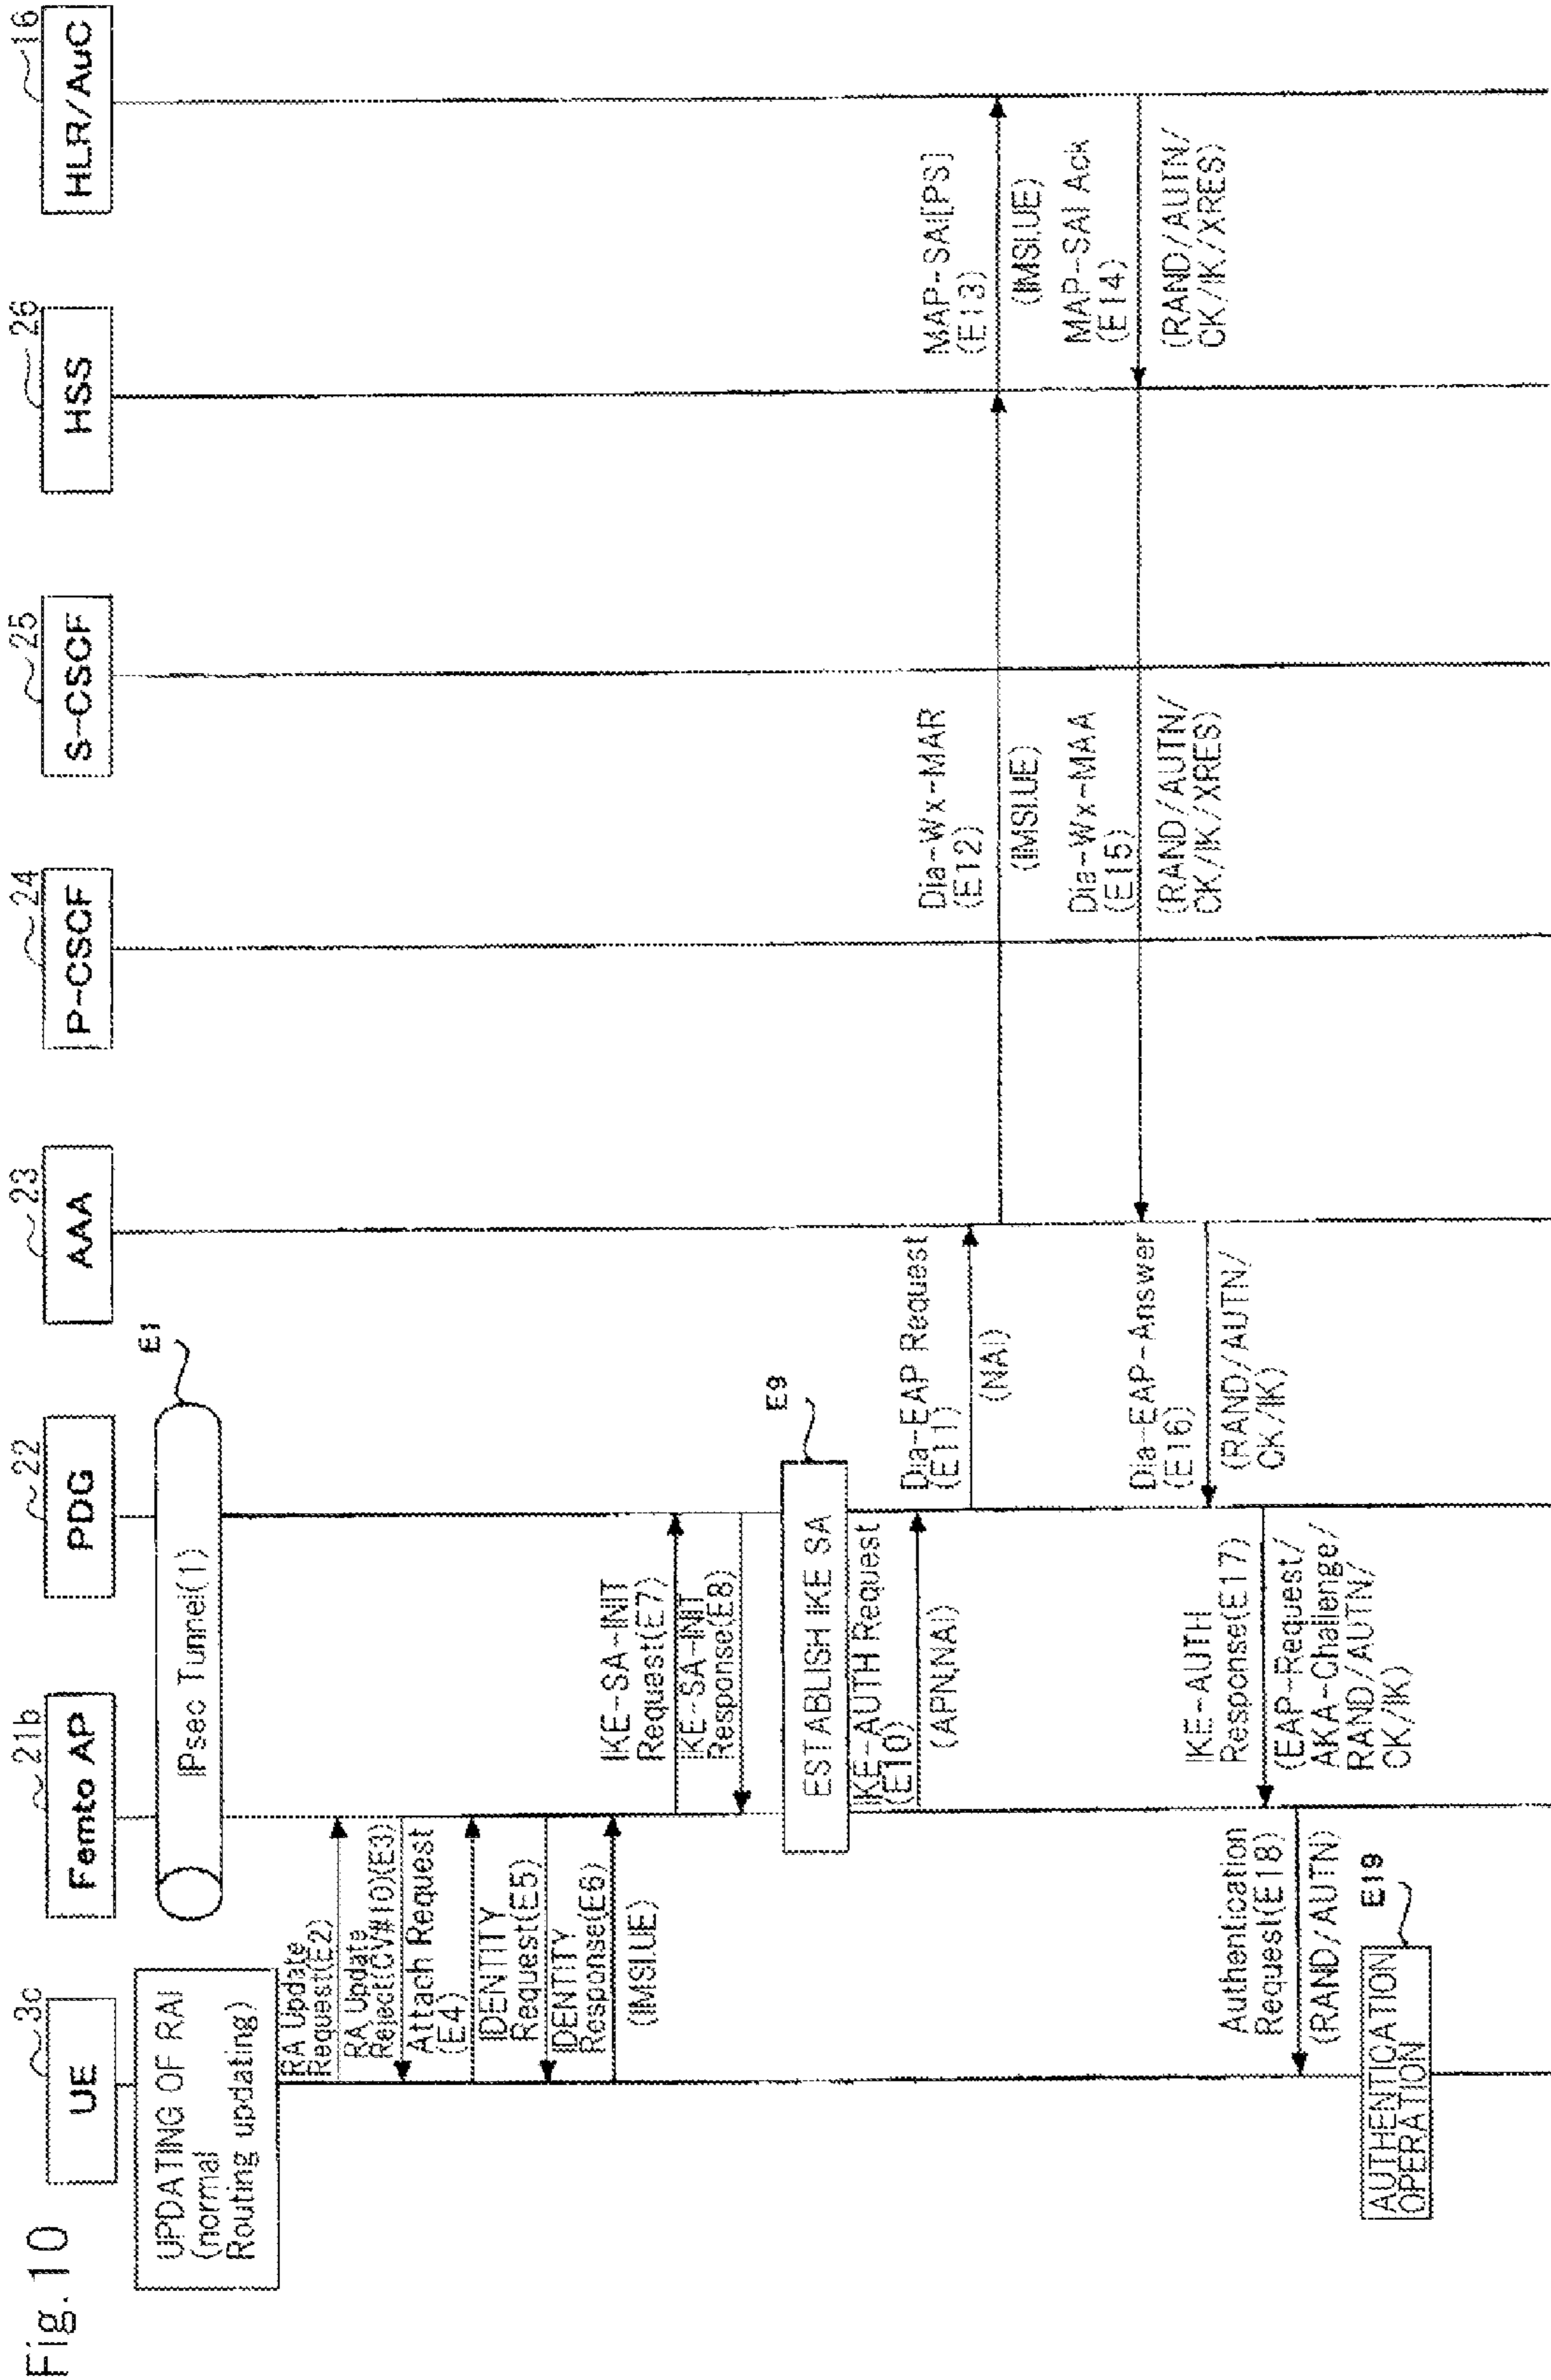 Fig.10
UE
3c
Femto AP
21b
PDG
22
AAA
23
P-CSCF
24
S-CSCF
25
HSS
26
HLR/AuC
16
UPDATING OF RAI
(normal
Routing updating)
IPsec Tunnel(1)
E1
RA Update
Request(E2)
RA Update
Reject(CV#10)(E3)
Attach Request
(E4)
IDENTITY
Request(E5)
IDENTITY
Response(E6)
(IMSI.UE)
IKE-SA-INIT
Request(E7)
IKE-SA-INIT
Response(E8)
ESTABLISH IKE SA
E9
IKE-AUTH Request
(E10)
(APN,NAI)
Dia-EAP Request
(E11)
(NAI)
Dia-Wx-MAR
(E12)
(IMSI.UE)
MAP-SAI[PS]
(E13)
(IMSI.UE)
MAP-SAI Ack
(E14)
(RAND/AUTN/
CK/IK/XRES)
Dia-Wx-MAA
(E15)
(RAND/AUTN/
CK/IK/XRES)
Dia-EAP-Answer
(E16)
(RAND/AUTN/
CK/IK)
IKE-AUTH
Response(E17)
(EAP-Request/
AKA-Challenge/
RAND/AUTN/
CK/IK)
Authentication
Request(E18)
(RAND/AUTN)
AUTHENTICATION
OPERATION
E19